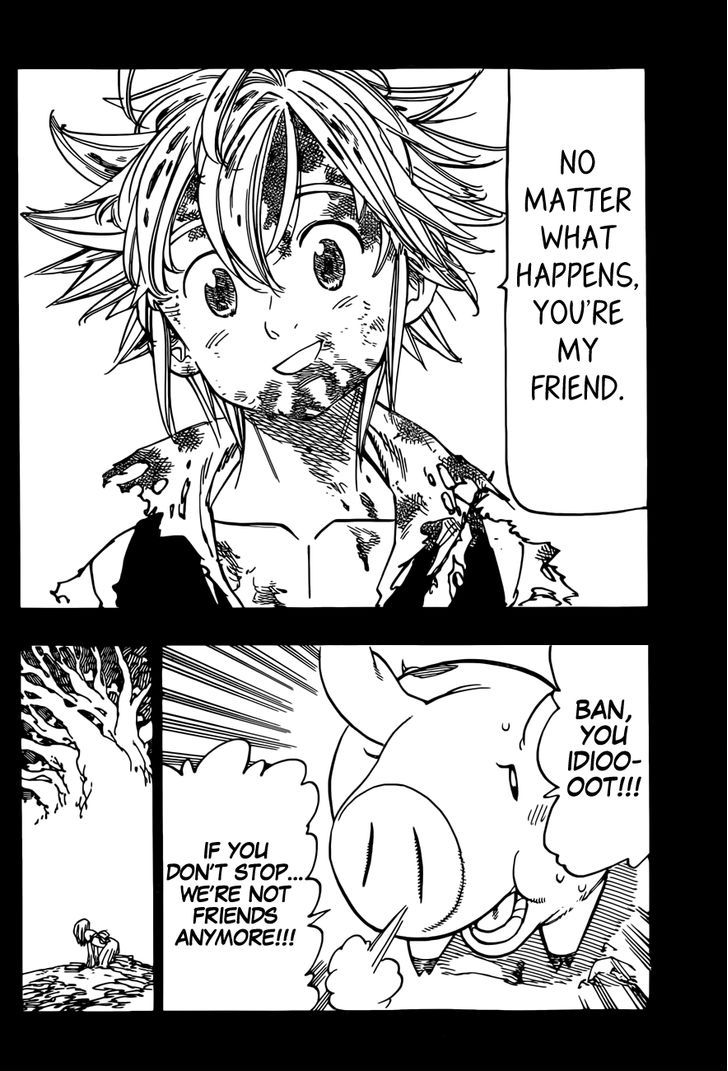 NO
MATTER
WHAT
HAPPENS,
YOU'RE
MY
FRIEND.
BAN,
YOU
IDIOO-
OOT!!!
IF YOU
DON'T STOP...
WE'RE NOT
FRIENDS
ANYMORE!!!